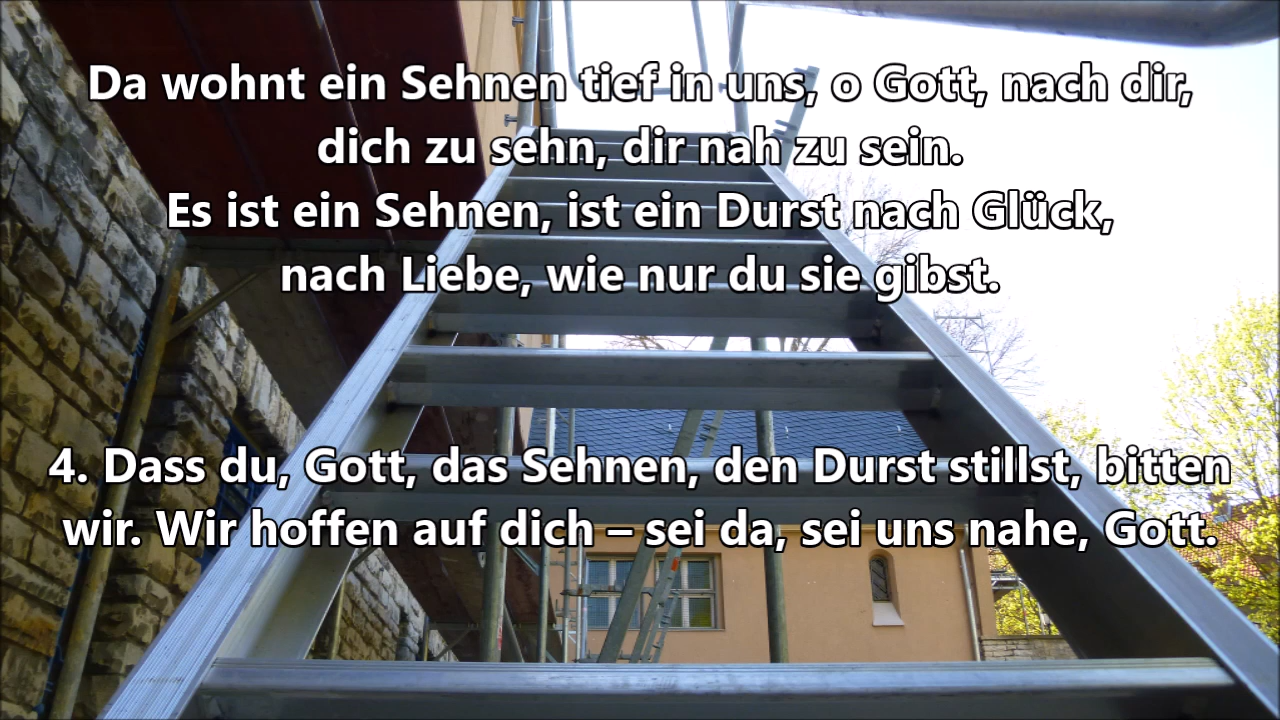 Da wohnt ein Sehnen tief in uns, o Gott, nach dir,
dich zu sehn, dir nah zu sein.
Es ist ein Sehnen, ist ein Durst nach Glück,
nach Liebe, wie nur du sie gibst.
4. Dass du, Gott, das Sehnen, den Durst stillst, bitten
wir. Wir hoffen auf dich – sei da, sei uns nahe, Gott.